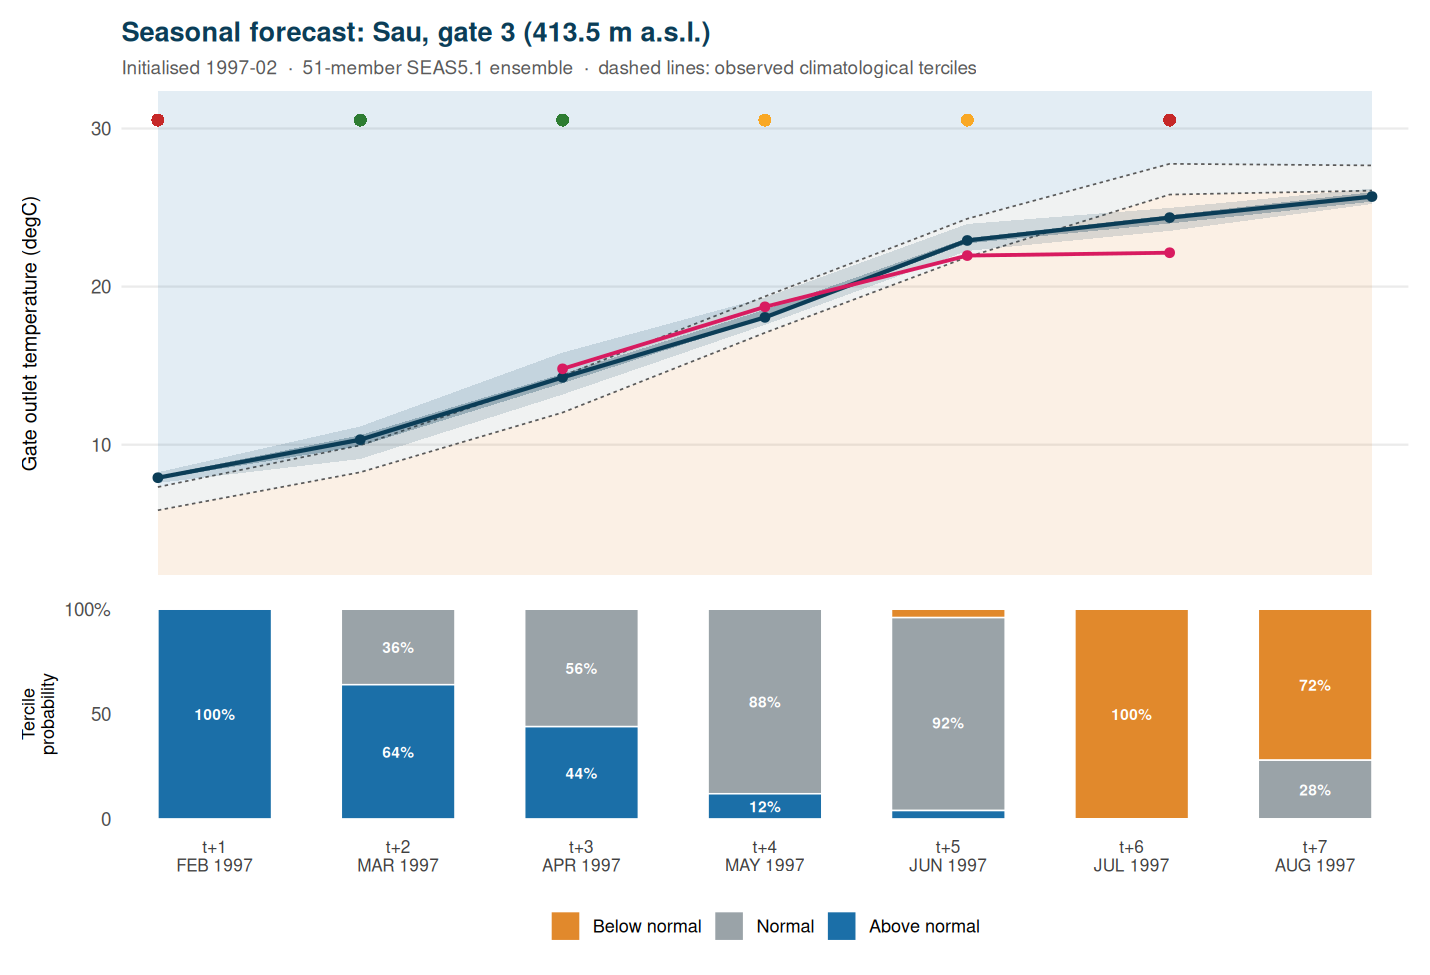 Seasonal forecast: Sau, gate 3 (413.5 m a.s.l.)
Initialised 1997-02 · 51-member SEAS5.1 ensemble · dashed lines: observed climatological terciles
Gate outlet temperature (degC)
30
20
10
Tercile
probability
100%
50
0
100%
36%
64%
56%
44%
88%
12%
92%
100%
72%
28%
t+1
FEB 1997
t+2
MAR 1997
t+3
APR 1997
t+4
MAY 1997
t+5
JUN 1997
t+6
JUL 1997
t+7
AUG 1997
Below normal
Normal
Above normal